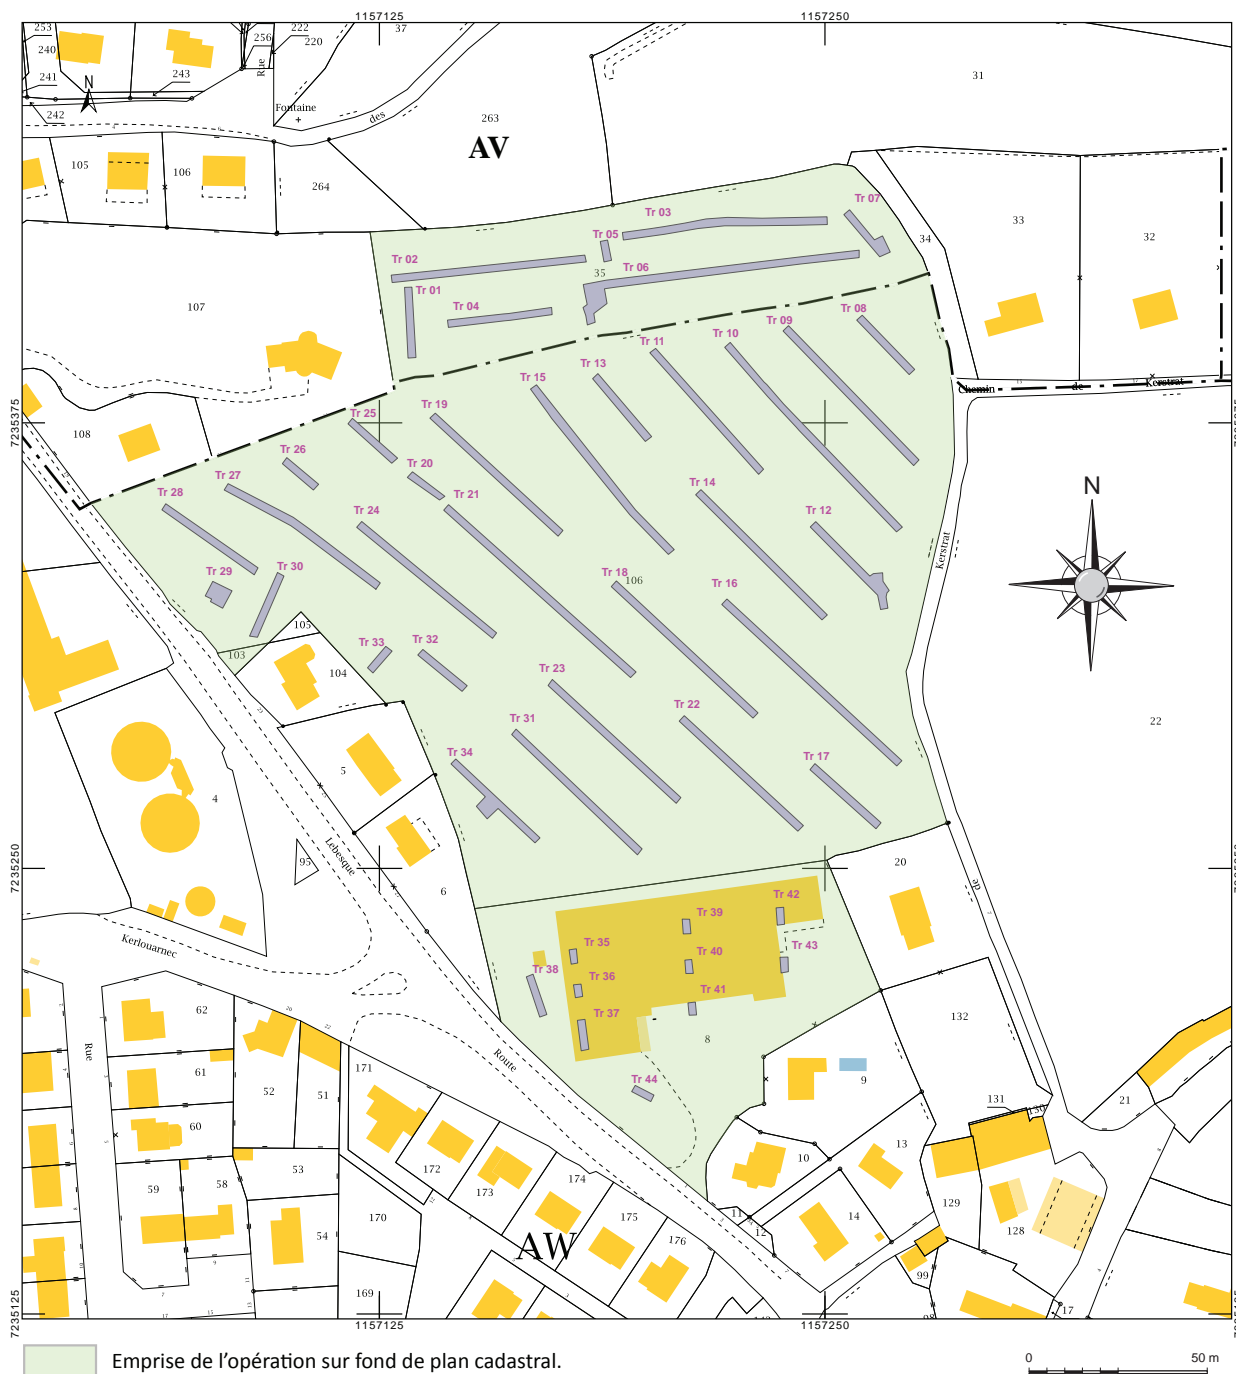 1157125
1157250
253
222
37
240
256
220
Rue
31
241
243
N
242
Fontaine
des
263
AV
105
106
264
Tr 07
Tr 03
33
34
32
Tr 05
Tr 02
Tr 06
35
Tr 01
Tr 04
107
Tr 08
Tr 09
Tr 10
Tr 11
Tr 13
Tr 15
Chemin
de
Kerstrat
7235375
Tr 19
Tr 25
108
Tr 26
Tr 20
Tr 27
Tr 28
Tr 21
Tr 14
N
Tr 24
Tr 12
Kerstrat
Tr 29
Tr 30
Tr 18
106
Tr 16
105
103
Tr 33
Tr 32
104
Tr 23
Tr 22
22
Tr 31
Tr 34
Tr 17
5
4
Lebesque
95
20
7235250
6
de
Tr 42
Tr 39
Kerlouarnec
Tr 35
Tr 43
Tr 40
Tr 38
Tr 36
Tr 41
Tr 37
62
132
8
Rue
Route
171
61
9
Tr 44
52
51
131
130
21
60
13
10
53
172
174
59
58
173
129
11
14
170
175
12
54
128
176
AW
99
169
17
98
7235125
1157125
1157250
Emprise de l’opération sur fond de plan cadastral.
0
50 m